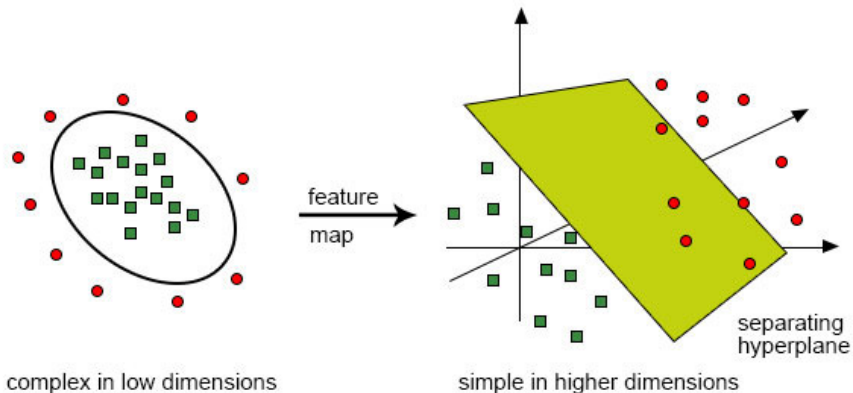 feature
map
separating
hyperplane
complex in low dimensions
simple in higher dimensions